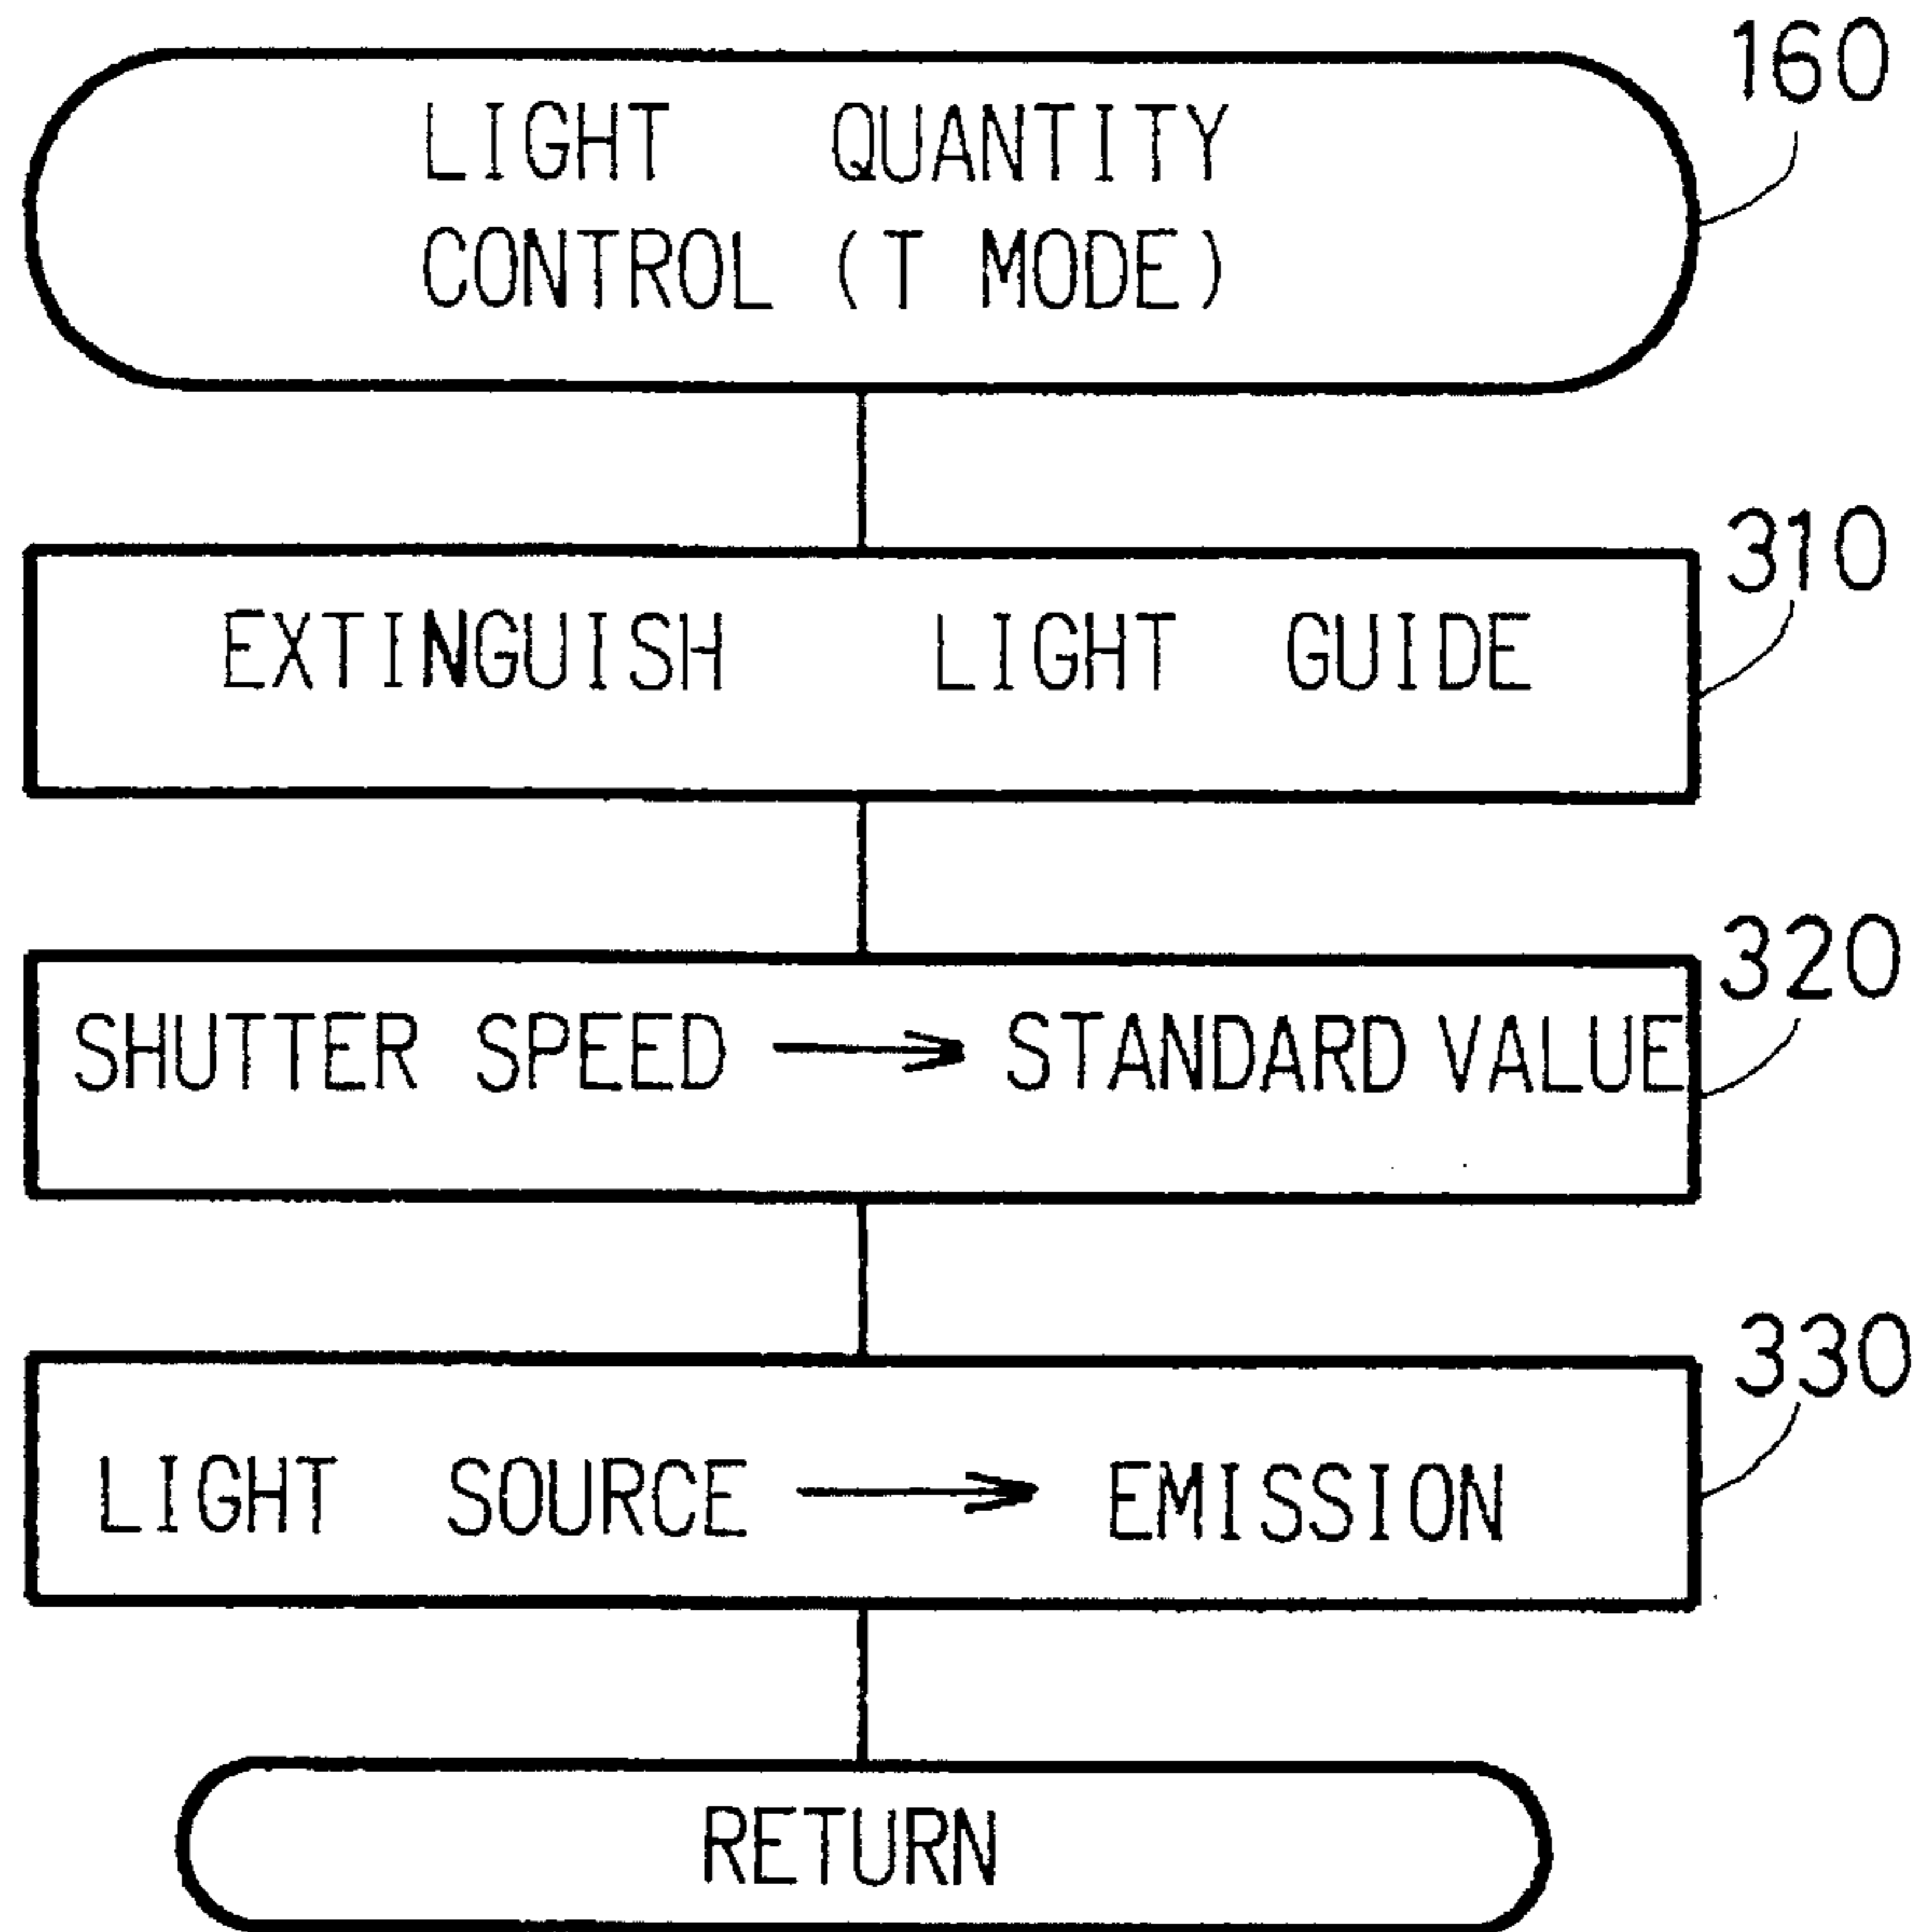 160
LIGHT QUANTITY
CONTROL (T MODE)
310
EXTINGUISH LIGHT GUIDE
320
SHUTTER SPEED → STANDARD VALUE
330
LIGHT SOURCE → EMISSION
RETURN